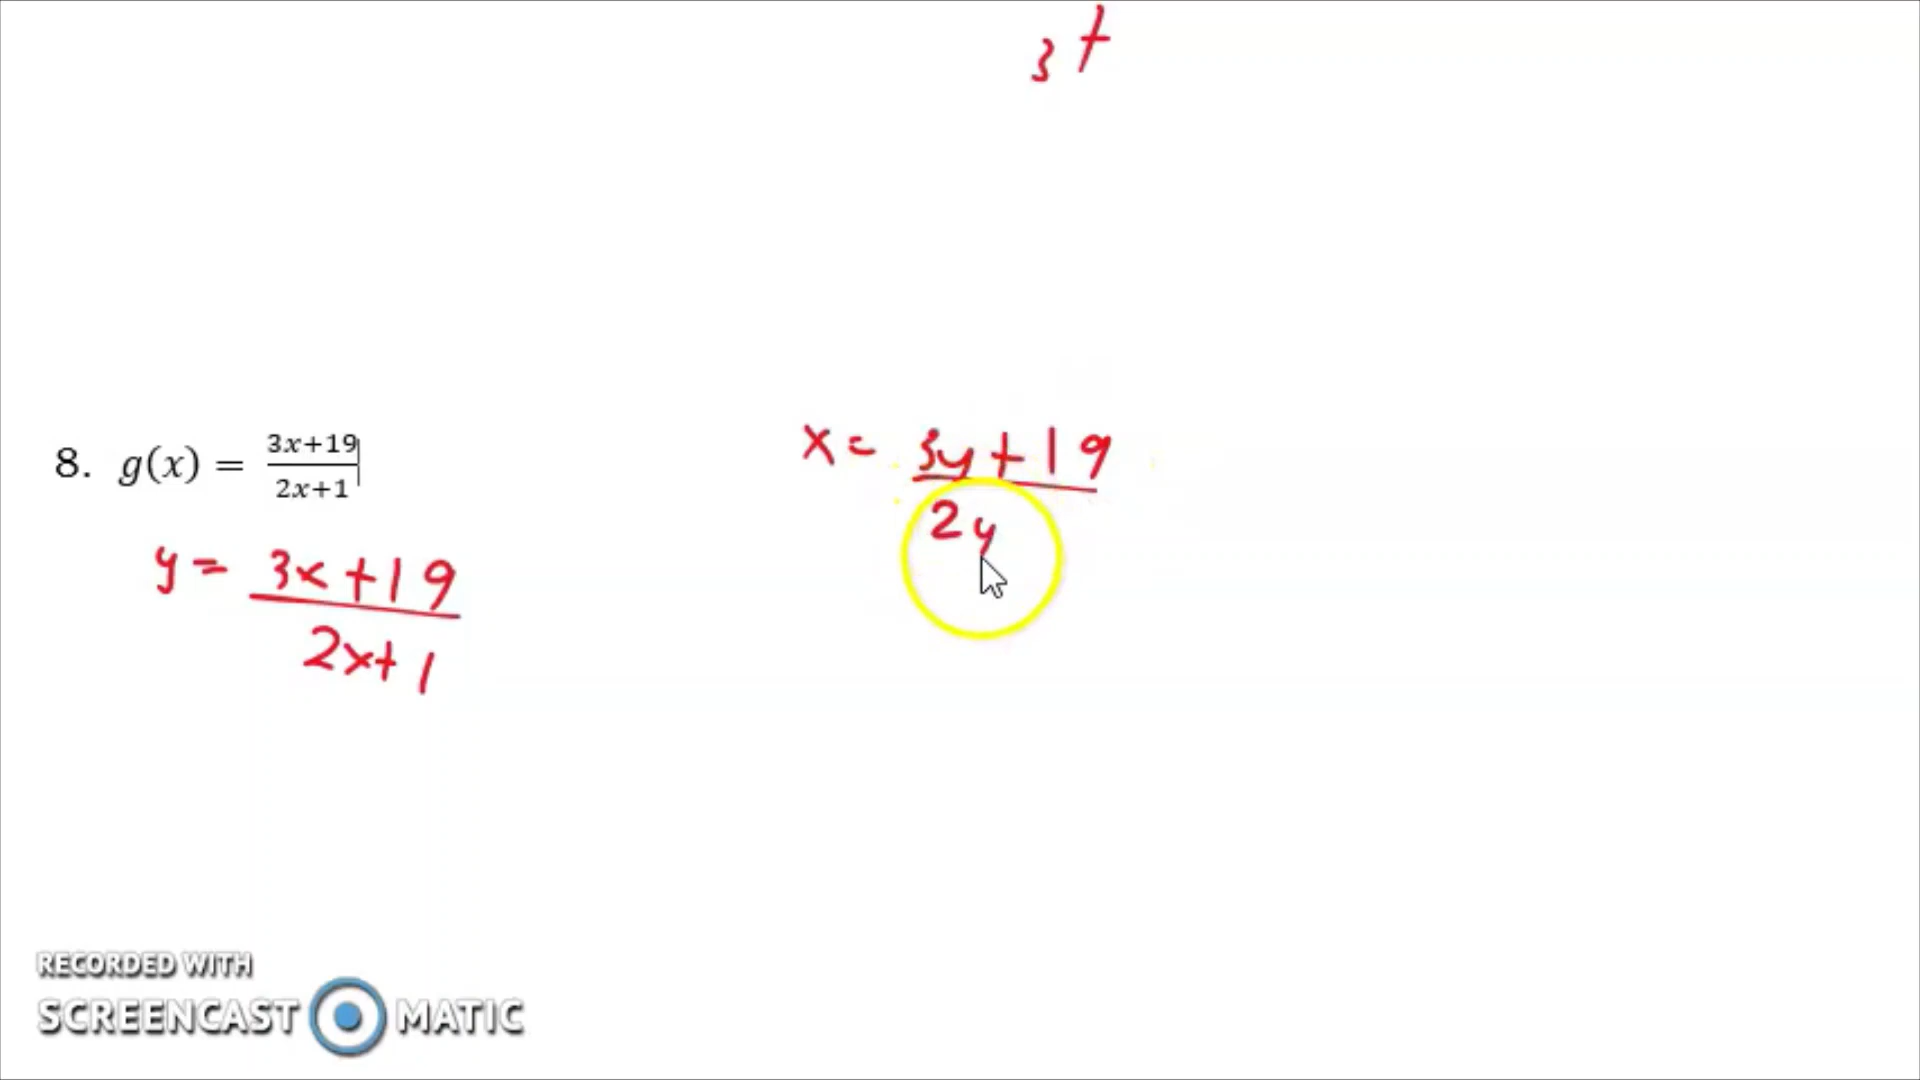 3 t
8. g(x) = 3x+19
2x+1
x = 3y+19
2y
y = 3x+19
2x+1
RECORDED WITH
SCREENCAST MATIC